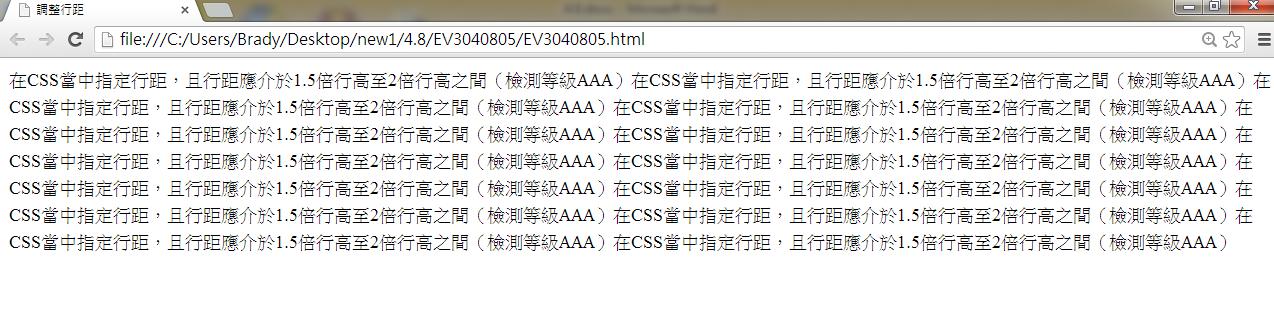 調整行距
file:///C:/Users/Brady/Desktop/new1/4.8/EV3040805/EV3040805.html
在CSS當中指定行距，且行距應介於1.5倍行高至2倍行高之間（檢測等級AAA）在CSS當中指定行距，且行距應介於1.5倍行高至2倍行高之間（檢測等級AAA）在
CSS當中指定行距，且行距應介於1.5倍行高至2倍行高之間（檢測等級AAA）在CSS當中指定行距，且行距應介於1.5倍行高至2倍行高之間（檢測等級AAA）在
CSS當中指定行距，且行距應介於1.5倍行高至2倍行高之間（檢測等級AAA）在CSS當中指定行距，且行距應介於1.5倍行高至2倍行高之間（檢測等級AAA）在
CSS當中指定行距，且行距應介於1.5倍行高至2倍行高之間（檢測等級AAA）在CSS當中指定行距，且行距應介於1.5倍行高至2倍行高之間（檢測等級AAA）在
CSS當中指定行距，且行距應介於1.5倍行高至2倍行高之間（檢測等級AAA）在CSS當中指定行距，且行距應介於1.5倍行高至2倍行高之間（檢測等級AAA）在
CSS當中指定行距，且行距應介於1.5倍行高至2倍行高之間（檢測等級AAA）在CSS當中指定行距，且行距應介於1.5倍行高至2倍行高之間（檢測等級AAA）在
CSS當中指定行距，且行距應介於1.5倍行高至2倍行高之間（檢測等級AAA）在CSS當中指定行距，且行距應介於1.5倍行高至2倍行高之間（檢測等級AAA）